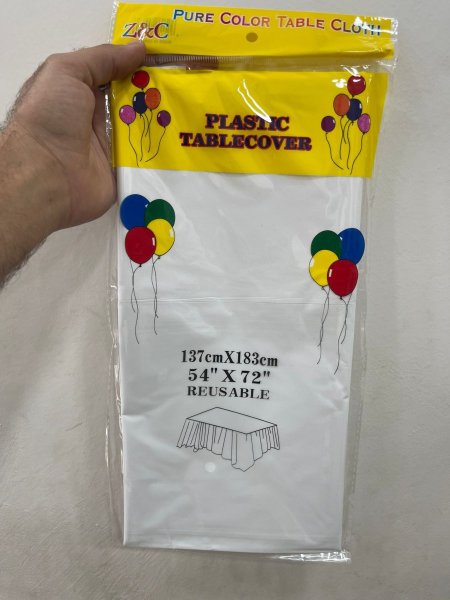 Z&C
PURE COLOR TABLE CLOTH
PLASTIC
TABLECOVER
137cmX183cm
54" X 72"
REUSABLE